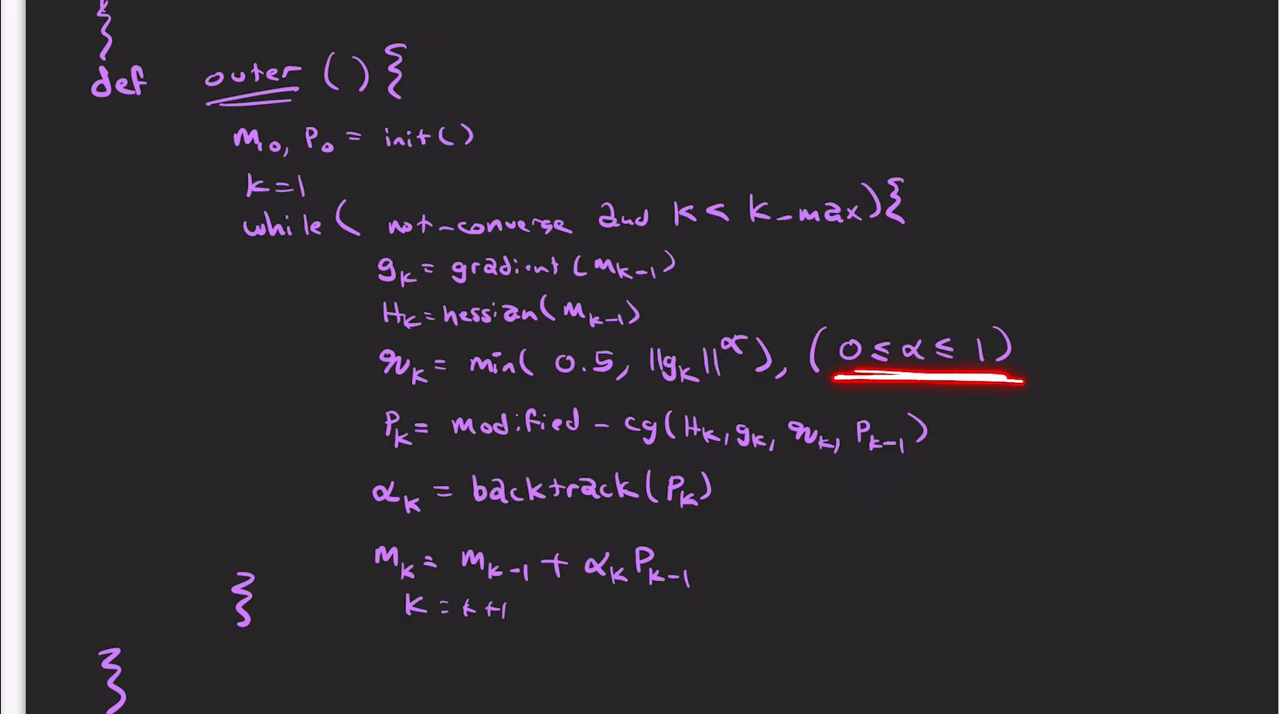 }
def outer () {
m₀, P₀ = init()
k = 1
while ( not-converge and k < k_max) {
g_k = gradient (m_{k-1})
H_k = hessian (m_{k-1})
η_k = min( 0.5, ||g_k||^α ), (0 ≤ α ≤ 1)
P_k = modified - cg (H_k, g_k, η_k, P_{k-1})
α_k = backtrack (P_k)
m_k = m_{k-1} + α_k P_{k-1}
k = k+1
}
}